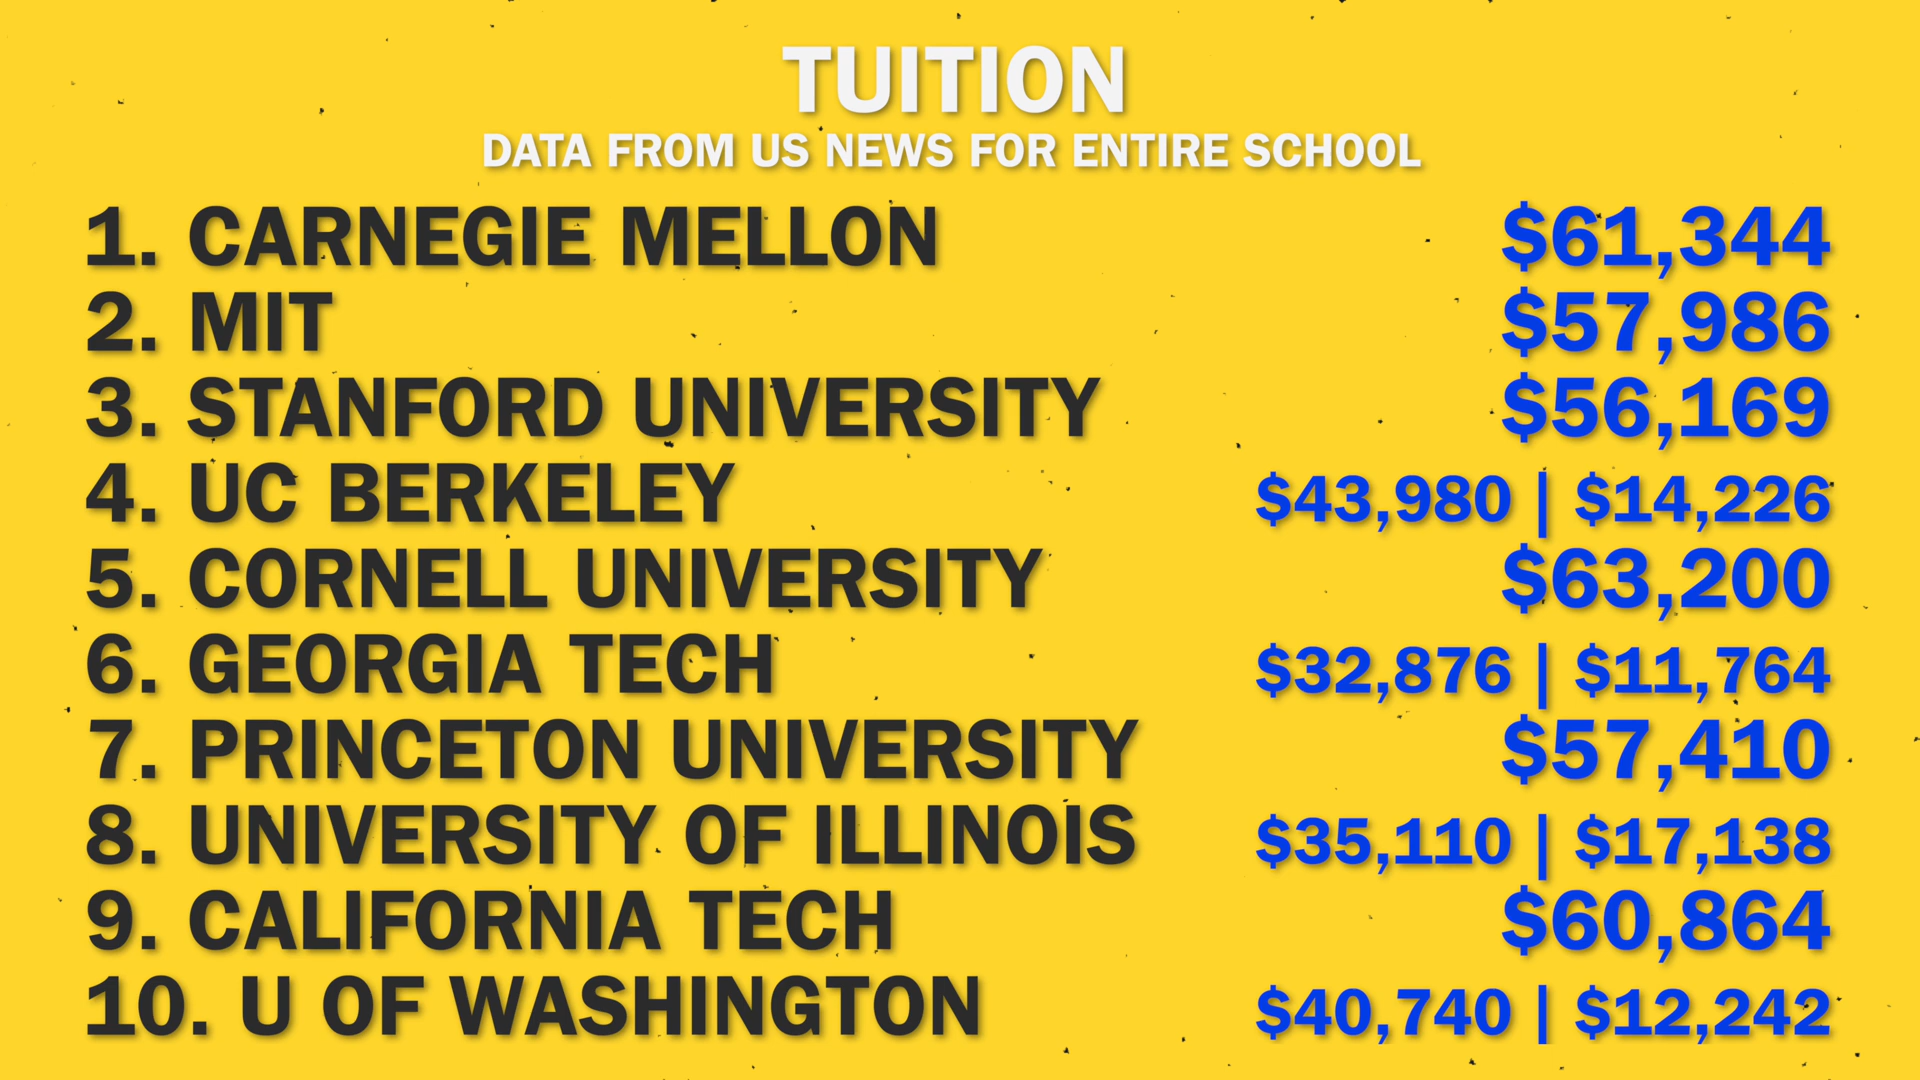 TUITION
DATA FROM US NEWS FOR ENTIRE SCHOOL
1. CARNEGIE MELLON $61,344
2. MIT $57,986
3. STANFORD UNIVERSITY $56,169
4. UC BERKELEY $43,980 | $14,226
5. CORNELL UNIVERSITY $63,200
6. GEORGIA TECH $32,876 | $11,764
7. PRINCETON UNIVERSITY $57,410
8. UNIVERSITY OF ILLINOIS $35,110 | $17,138
9. CALIFORNIA TECH $60,864
10. U OF WASHINGTON $40,740 | $12,242